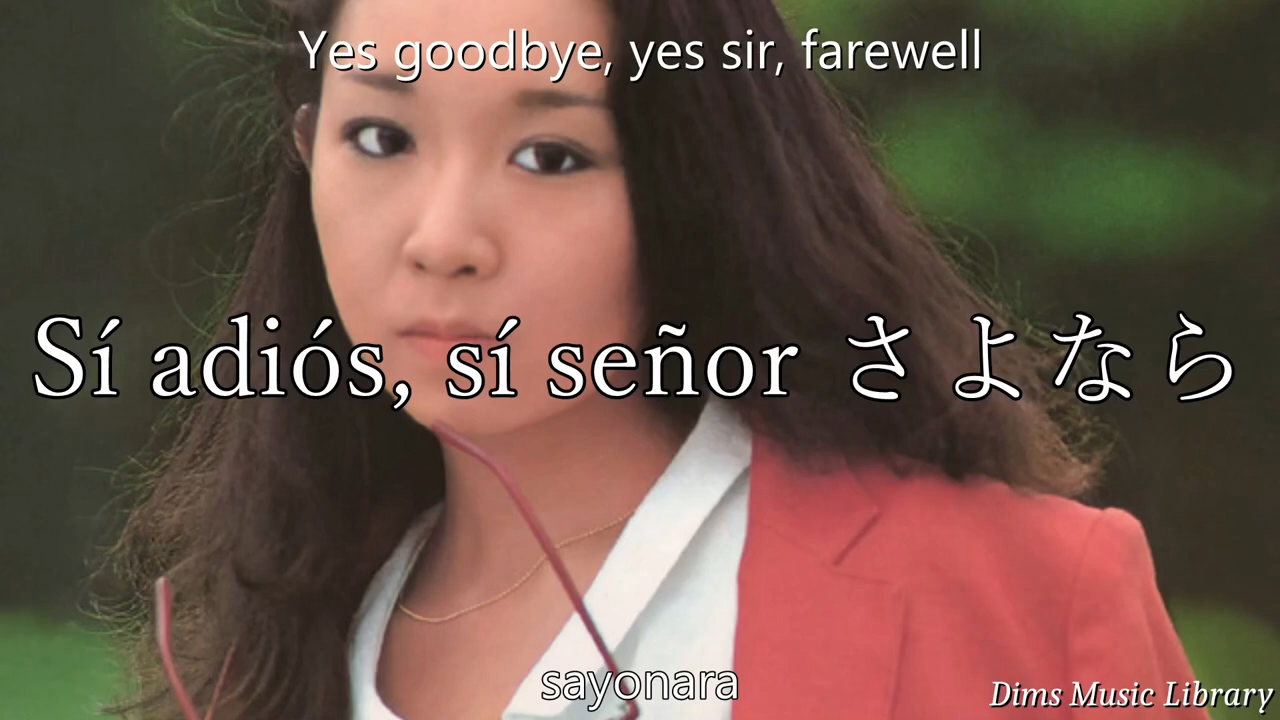 Yes goodbye, yes sir, farewell
Sí adiós, sí señor さよなら
sayonara
Dims Music Library